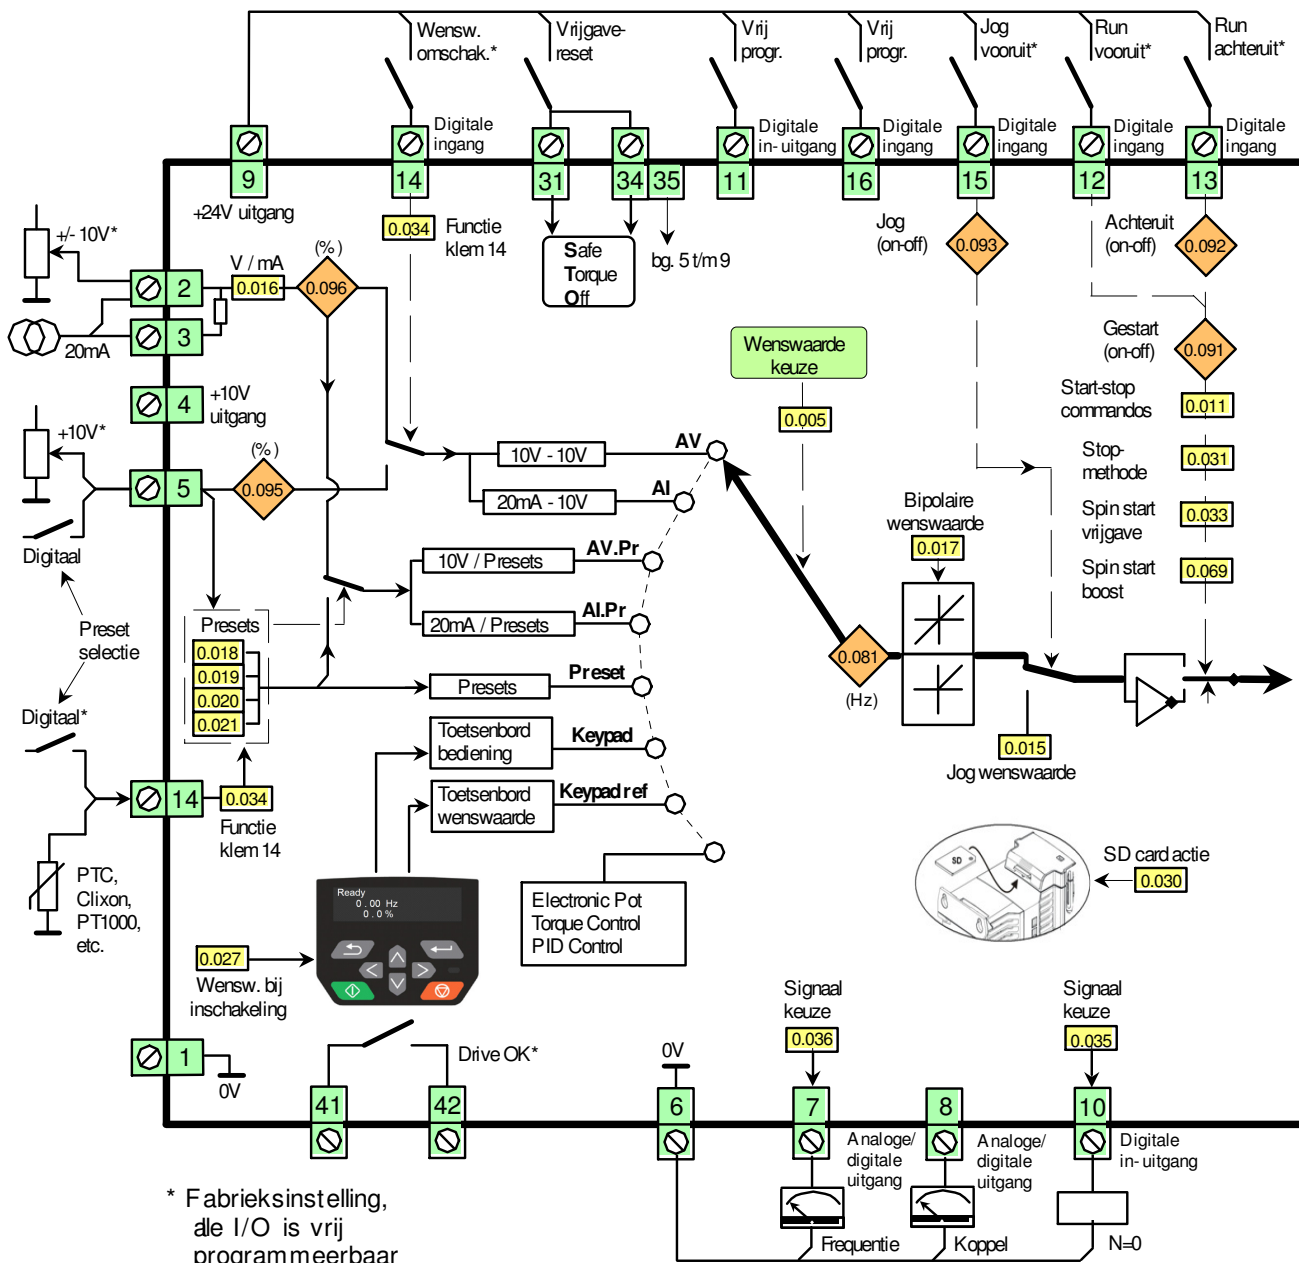 Wensw.
omschak.*
Vrijgave-
reset
Vrij
progr.
Vrij
progr.
Jog
vooruit*
Run
vooruit*
Run
achteruit*
Digitale
ingang
Digitale
in-uitgang
Digitale
ingang
Digitale
ingang
Digitale
ingang
Digitale
ingang
9
14
31
34
35
11
16
15
12
13
+24V uitgang
0.034
Functie
klem 14
Safe
Torque
Off
bg. 5 t/m 9
Jog
(on-off)
0.093
Achteruit
(on-off)
0.092
+/- 10V*
2
V / mA
0.016
(%)
0.096
3
20mA
Gestart
(on-off)
0.091
Wenswaarde
keuze
0.005
4
+10V
uitgang
Start-stop
commandos
0.011
+10V*
5
(%)
0.095
10V - 10V
AV
20mA - 10V
AI
Stop-
methode
0.031
Bipolaire
wenswaarde
0.017
Spin start
vrijgave
0.033
Spin start
boost
0.069
Digitaal
10V / Presets
AV.Pr
20mA / Presets
AI.Pr
Preset
selectie
Presets
0.018
0.019
0.020
0.021
Presets
Preset
0.081
(Hz)
Digitaal*
Toetsenbord
bediening
Keypad
Toetsenbord
wenswaarde
Keypad ref
0.015
Jog wenswaarde
14
0.034
Functie
klem 14
PTC,
Clixon,
PT1000,
etc.
Ready
0.00 Hz
0.0 %
Electronic Pot
Torque Control
PID Control
SD
SD card actie
0.030
0.027
Wensw. bij
inschakeling
1
0V
Drive OK*
41
42
0V
6
Signaal
keuze
0.036
7
8
Signaal
keuze
0.035
10
Analoge/
digitale
uitgang
Analoge/
digitale
uitgang
Digitale
in-uitgang
Frequentie
Koppel
N=0
* Fabrieksinstelling,
alle I/O is vrij
programmeerbaar